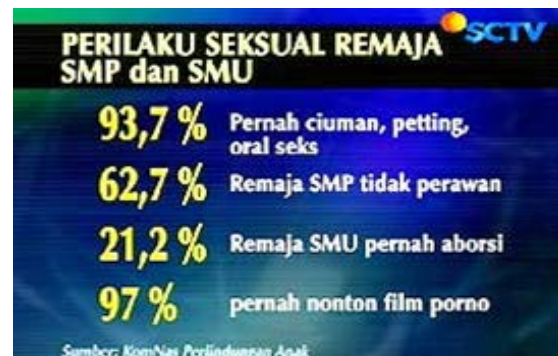 SCTV
PERILAKU SEKSUAL REMAJA
SMP dan SMU
93,7 % Pernah ciuman, petting,
oral seks
62,7 % Remaja SMP tidak perawan
21,2 % Remaja SMU pernah aborsi
97 % pernah nonton film porno
Sumber: KomNas Perlindungan Anak